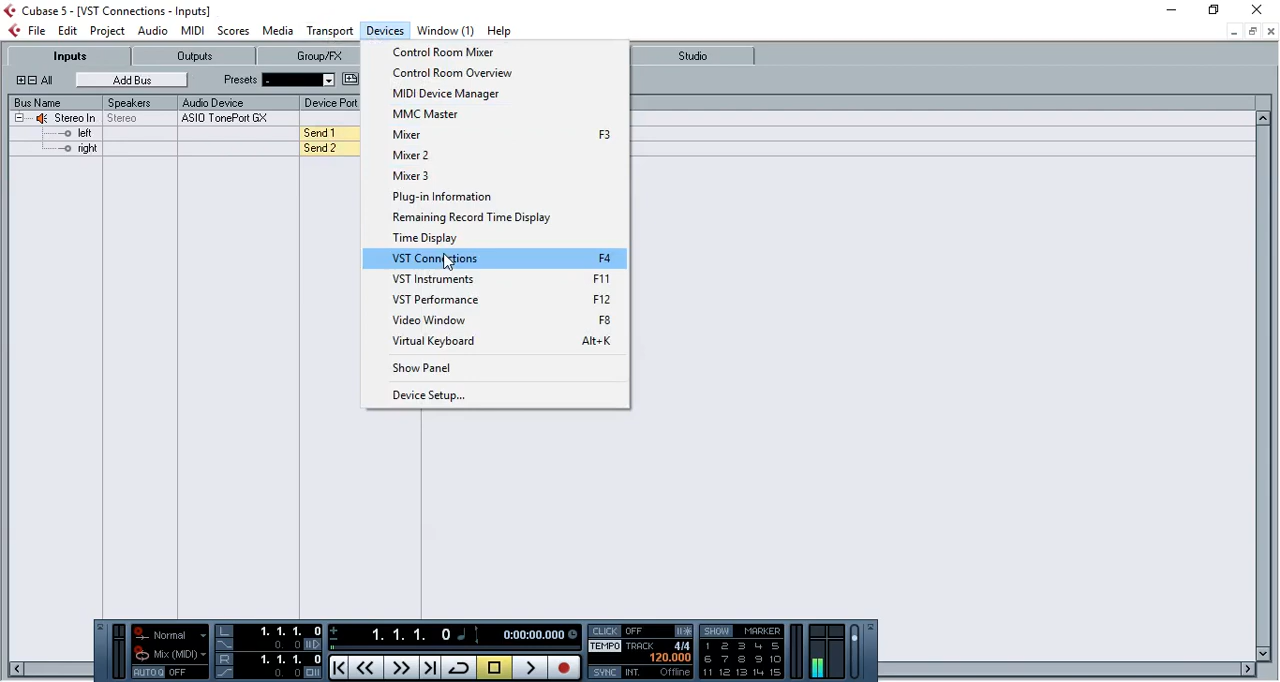 Cubase 5 - [VST Connections - Inputs]
File Edit Project Audio MIDI Scores Media Transport Devices Window (1) Help
Inputs Outputs Group/FX Studio
All Add Bus Presets -
Bus Name Speakers Audio Device Device Port
Stereo In Stereo ASIO TonePort GX
left Send 1
right Send 2
Control Room Mixer
Control Room Overview
MIDI Device Manager
MMC Master
Mixer F3
Mixer 2
Mixer 3
Plug-in Information
Remaining Record Time Display
Time Display
VST Connections F4
VST Instruments F11
VST Performance F12
Video Window F8
Virtual Keyboard Alt+K
Show Panel
Device Setup...
Normal L 1. 1. 1. 0 1. 1. 1. 0 0:00:00.000 CLICK OFF SHOW MARKER
0. 0 TEMPO TRACK 4/4 1 2 3 4 5
Mix (MIDI) R 1. 1. 1. 0 120.000 6 7 8 9 10
AUTO Q OFF 0. 0 SYNC INT. Offline 11 12 13 14 15